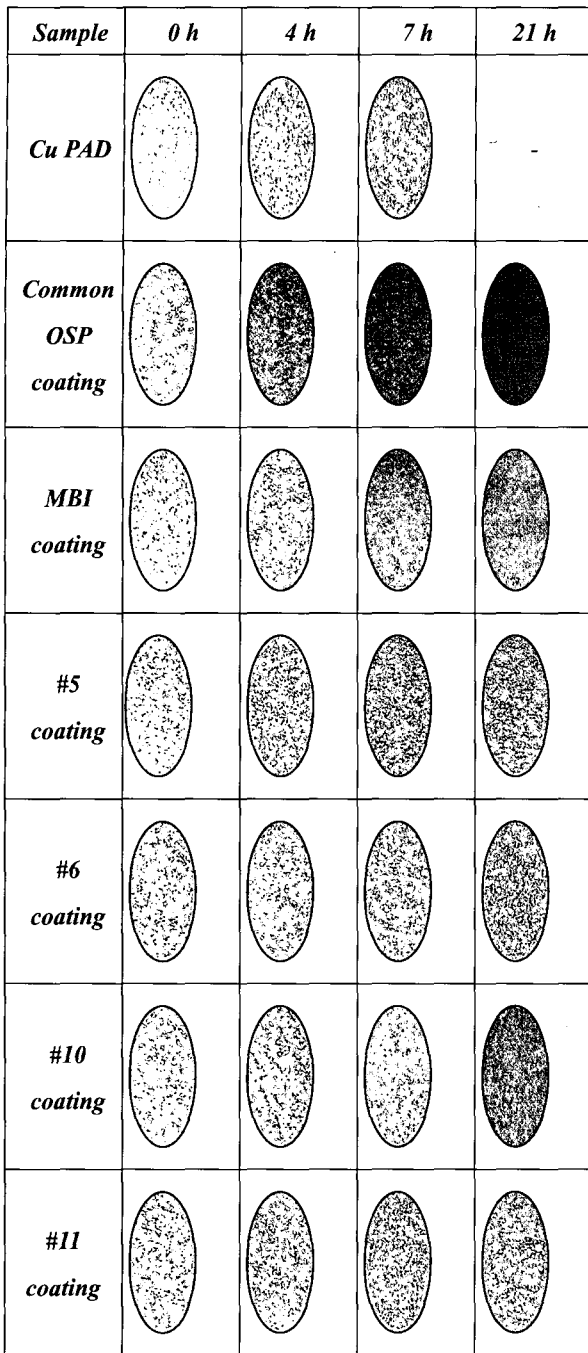 Sample 0 h 4 h 7 h 21 h
Cu PAD -
Common
OSP
coating
MBI
coating
#5
coating
#6
coating
#10
coating
#11
coating